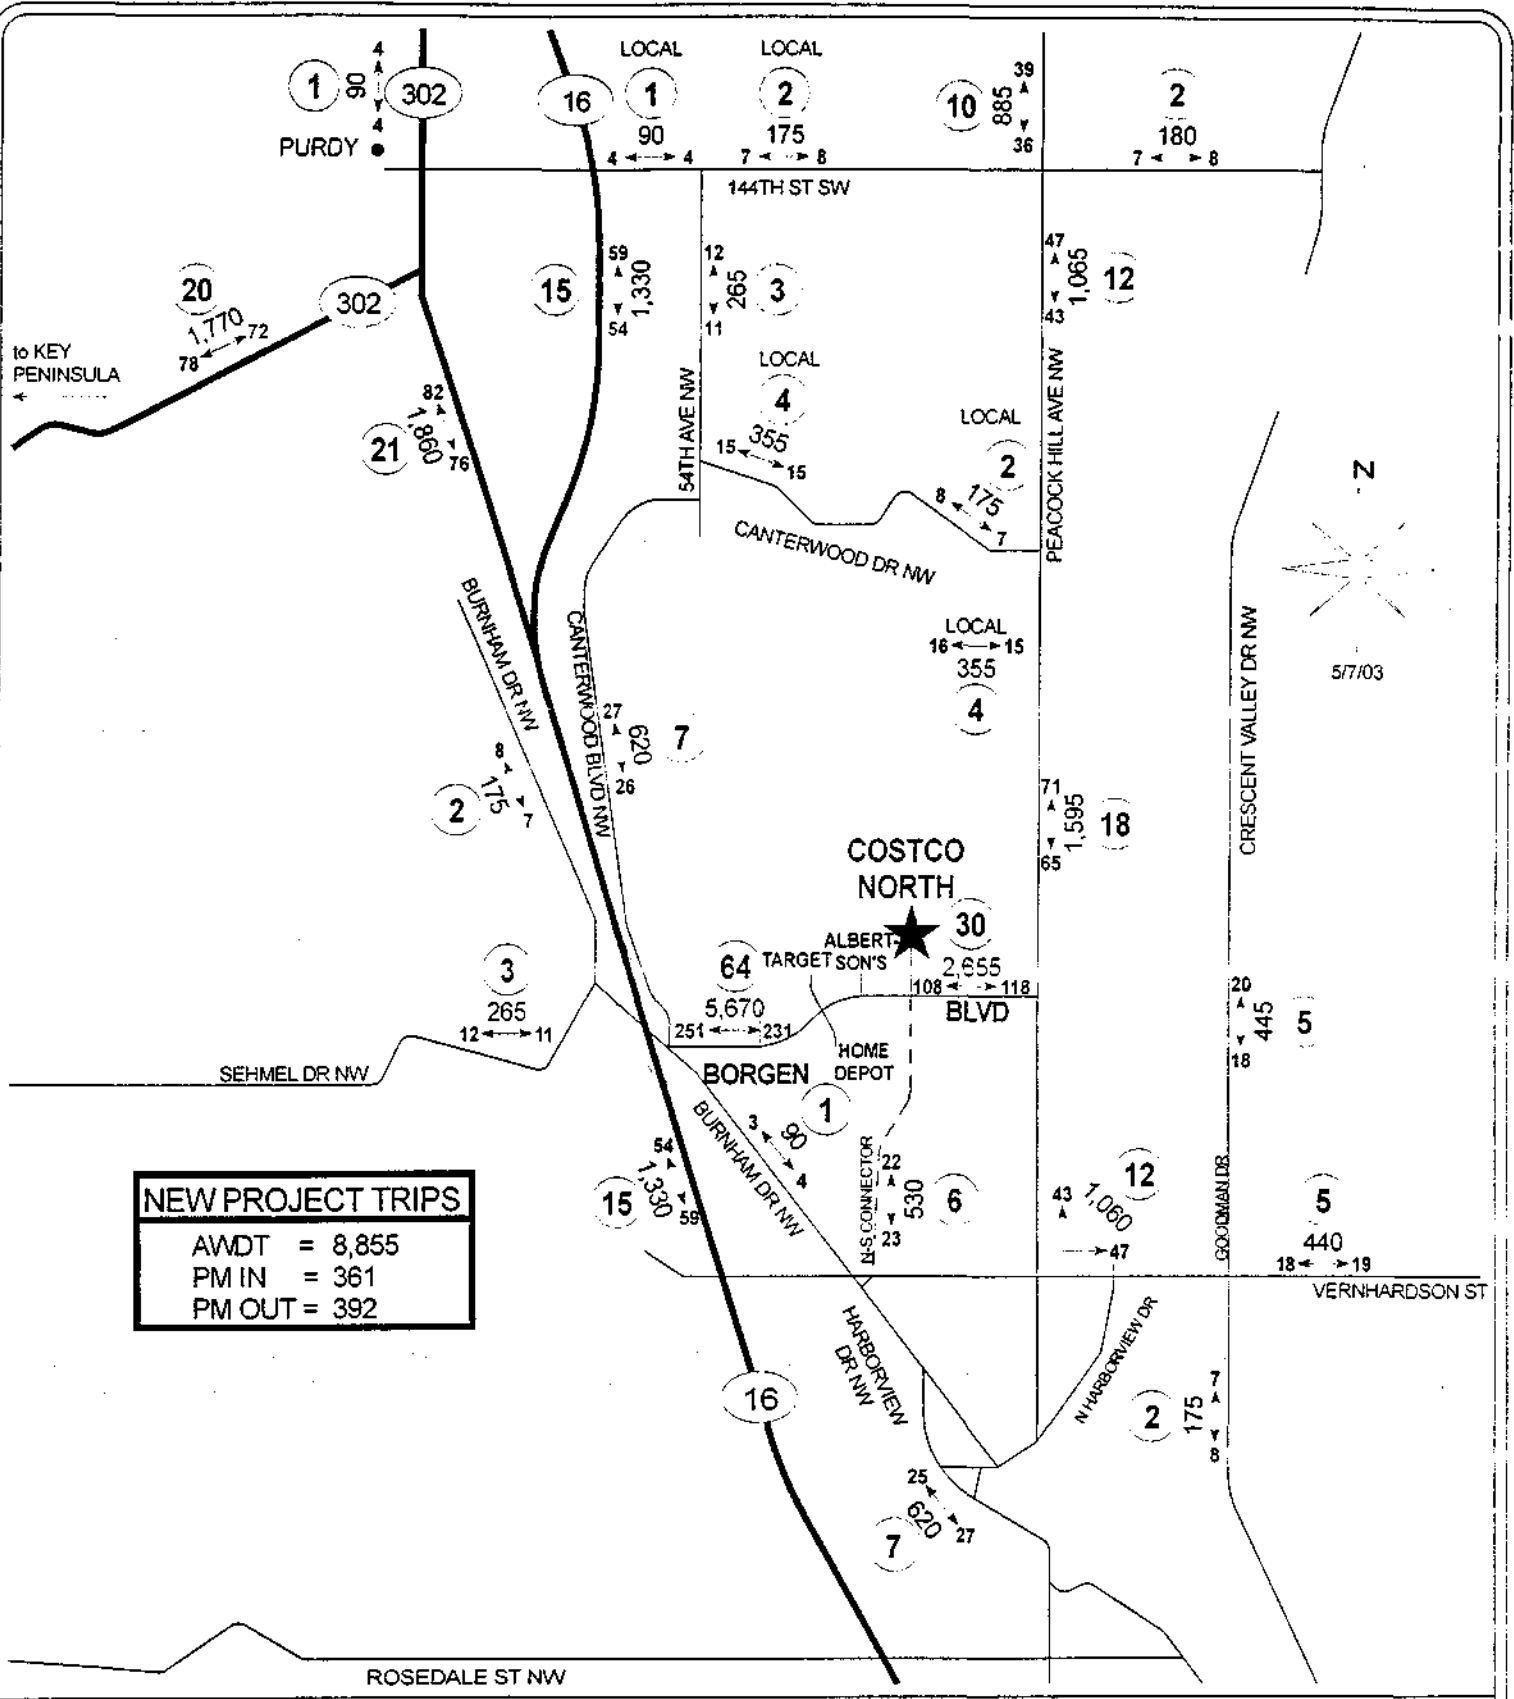 4
1
90
4
302
PURDY
16
LOCAL
1
90
4
4
LOCAL
2
175
7
8
144TH ST SW
10
885
39
36
2
180
7
8
20
1,770
78
72
302
to KEY
PENINSULA
15
59
1,330
54
12
265
11
3
47
1,065
43
12
82
1,860
76
21
54TH AVE NW
LOCAL
4
355
15
15
LOCAL
2
175
8
7
CANTERWOOD DR NW
PEACOCK HILL AVE NW
N
5/7/03
BURNHAM DR NW
CANTERWOOD BLVD NW
27
620
26
7
LOCAL
16
15
355
4
CRESCENT VALLEY DR NW
8
175
7
2
71
1,595
65
18
COSTCO
NORTH
30
2,655
108
118
ALBERT
SON'S
TARGET
64
5,670
251
231
BLVD
BORGEN
HOME
DEPOT
3
265
12
11
SEHMEL DR NW
20
445
18
5
1
3
90
4
BURNHAM DR NW
N-S CONNECTOR
22
530
23
6
54
1,330
59
15
12
43
1,060
47
GOODMAN DR
5
440
18
19
VERNHARDSON ST
NEW PROJECT TRIPS
AWDT = 8,855
PM IN = 361
PM OUT = 392
HARBORVIEW
DR NW
N HARBORVIEW DR
16
2
7
175
8
25
620
27
7
ROSEDALE ST NW